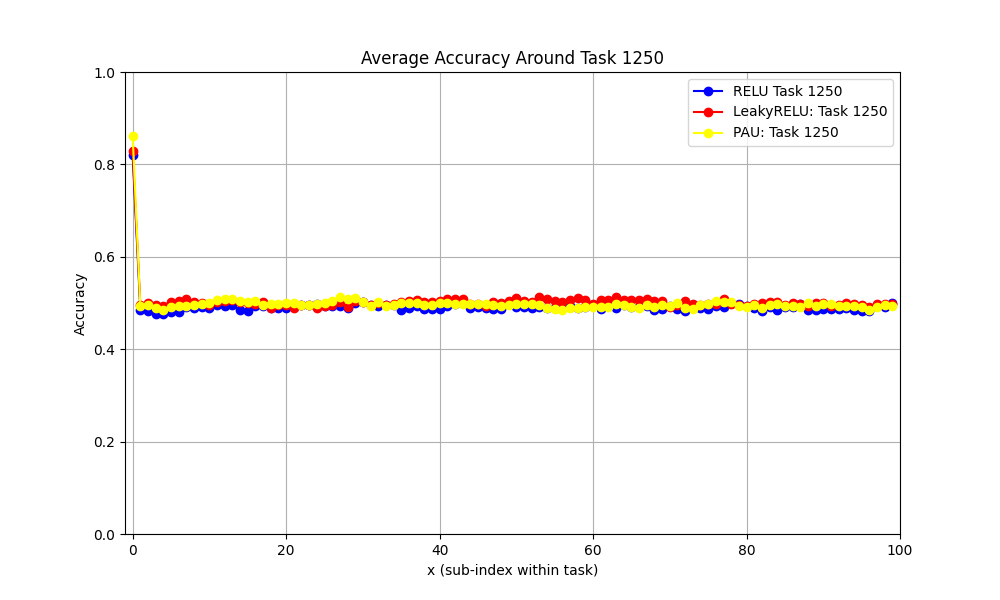 Average Accuracy Around Task 1250
RELU Task 1250
LeakyRELU: Task 1250
PAU: Task 1250
Accuracy
1.0
0.8
0.6
0.4
0.2
0.0
0 20 40 60 80 100
x (sub-index within task)